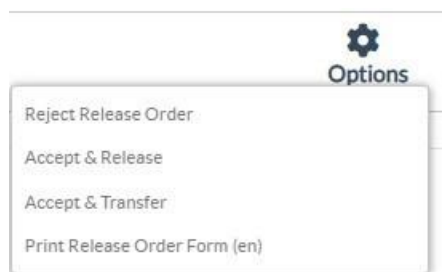 Options
Reject Release Order
Accept & Release
Accept & Transfer
Print Release Order Form (en)